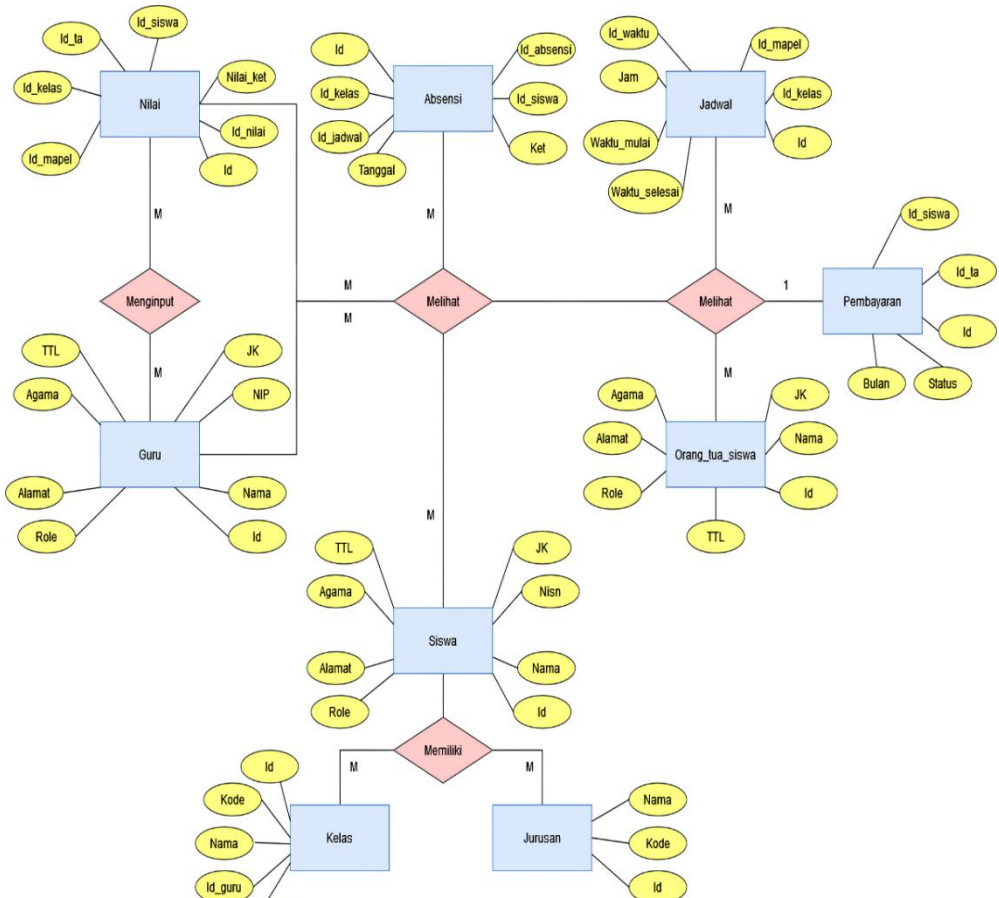 Id_siswa
Id_ta
Id_kelas
Nilai
Nilai_ket
Id_nilai
Id_mapel
Id
Id
Id_absensi
Id_kelas
Absensi
Id_siswa
Id_jadwal
Tanggal
Ket
Id_waktu
Id_mapel
Jam
Jadwal
Id_kelas
Waktu_mulai
Id
Waktu_selesai
M
M
M
Id_siswa
Menginput
M
M
Melihat
Melihat
1
Id_ta
Pembayaran
Id
Bulan
Status
M
M
TTL
JK
Agama
NIP
Guru
Alamat
Nama
Role
Id
Agama
JK
Alamat
Orang_tua_siswa
Nama
Role
Id
TTL
M
TTL
JK
Agama
Nisn
Siswa
Alamat
Nama
Role
Id
Memiliki
M
M
Id
Kode
Nama
Kelas
Id_guru
Jurusan
Nama
Kode
Id